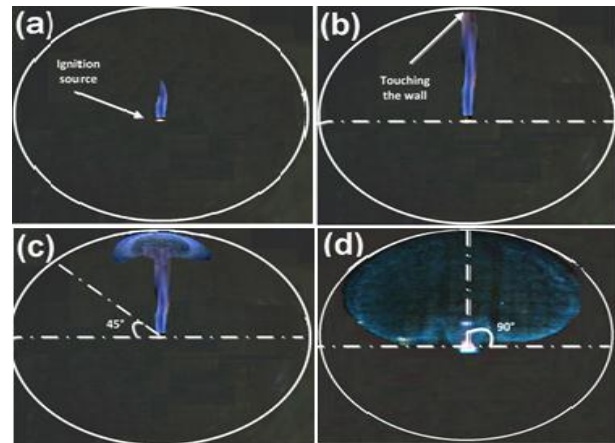 (a)
Ignition
source
(b)
Touching
the wall
(c)
45°
(d)
90°